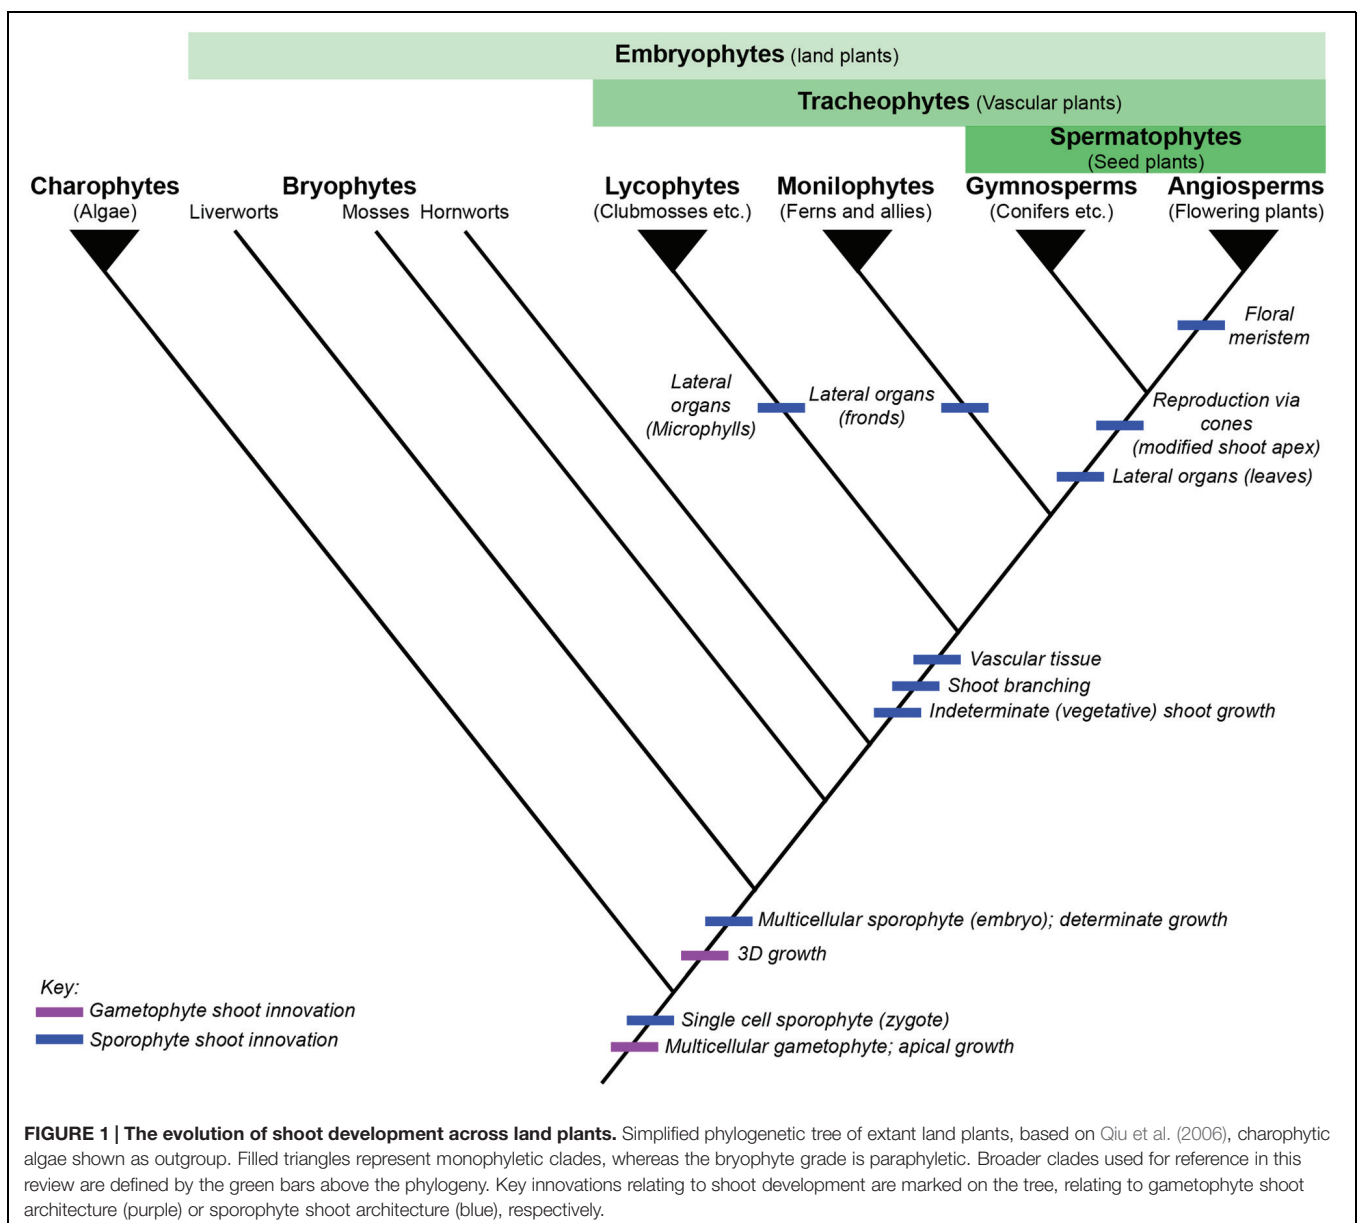 Embryophytes (land plants)
Tracheophytes (Vascular plants)
Spermatophytes
(Seed plants)
Charophytes
(Algae)
Bryophytes
Liverworts
Mosses
Hornworts
Lycophytes
(Clubmosses etc.)
Monilophytes
(Ferns and allies)
Gymnosperms
(Conifers etc.)
Angiosperms
(Flowering plants)
Floral
meristem
Lateral
organs
(Microphylls)
Lateral organs
(fronds)
Reproduction via
cones
(modified shoot apex)
Lateral organs (leaves)
Vascular tissue
Shoot branching
Indeterminate (vegetative) shoot growth
Multicellular sporophyte (embryo); determinate growth
3D growth
Single cell sporophyte (zygote)
Multicellular gametophyte; apical growth
Key:
Gametophyte shoot innovation
Sporophyte shoot innovation
FIGURE 1 | The evolution of shoot development across land plants. Simplified phylogenetic tree of extant land plants, based on Qiu et al. (2006), charophytic
algae shown as outgroup. Filled triangles represent monophyletic clades, whereas the bryophyte grade is paraphyletic. Broader clades used for reference in this
review are defined by the green bars above the phylogeny. Key innovations relating to shoot development are marked on the tree, relating to gametophyte shoot
architecture (purple) or sporophyte shoot architecture (blue), respectively.